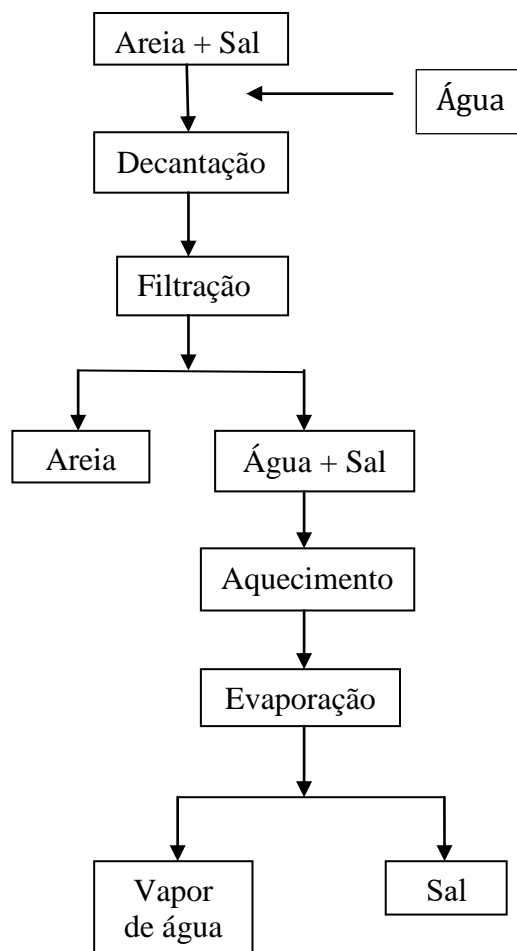 Areia + Sal
Água
Decantação
Filtração
Areia
Água + Sal
Aquecimento
Evaporação
Vapor
de água
Sal